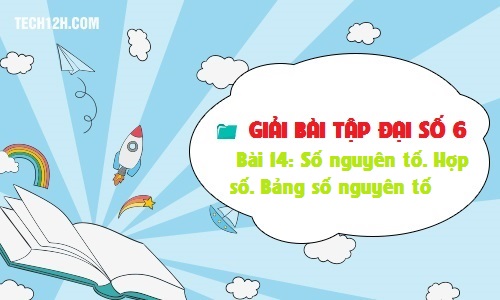 TECH12H.COM
GIẢI BÀI TẬP ĐẠI SỐ 6
Bài 14: Số nguyên tố. Hợp
số. Bảng số nguyên tố